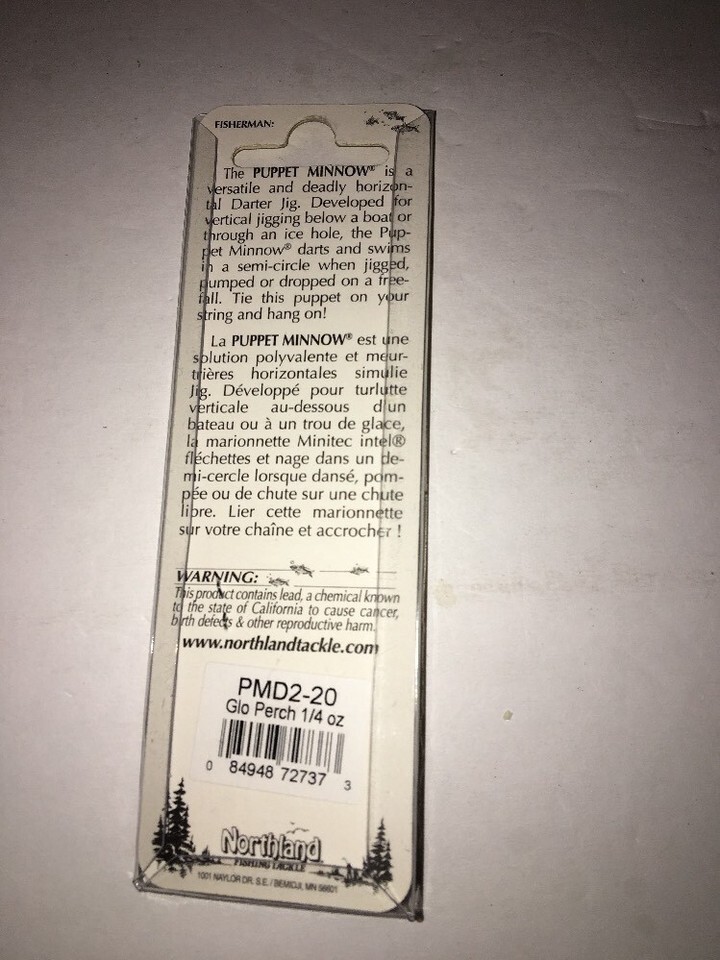 FISHERMAN:
The PUPPET MINNOW® is a
versatile and deadly horizon-
tal Darter Jig. Developed for
vertical jigging below a boat or
through an ice hole, the Pup-
pet Minnow® darts and swims
in a semi-circle when jigged,
pumped or dropped on a free-
fall. Tie this puppet on your
string and hang on!
La PUPPET MINNOW® est une
solution polyvalente et meur-
trières horizontales simulie
Jig. Développé pour turlutte
verticale au-dessous d'un
bateau ou à un trou de glace,
la marionnette Minitec intel®
fléchettes et nage dans un de-
mi-cercle lorsque dansé, pom-
pée ou de chute sur une chute
libre. Lier cette marionnette
sur votre chaîne et accrocher !
WARNING:
This product contains lead, a chemical known
to the state of California to cause cancer,
birth defects & other reproductive harm.
www.northlandtackle.com
PMD2-20
Glo Perch 1/4 oz
0 84948 72737 3
Northland
FISHING TACKLE
1001 NAYLOR DR. S.E. / BEMIDJI, MN 56601